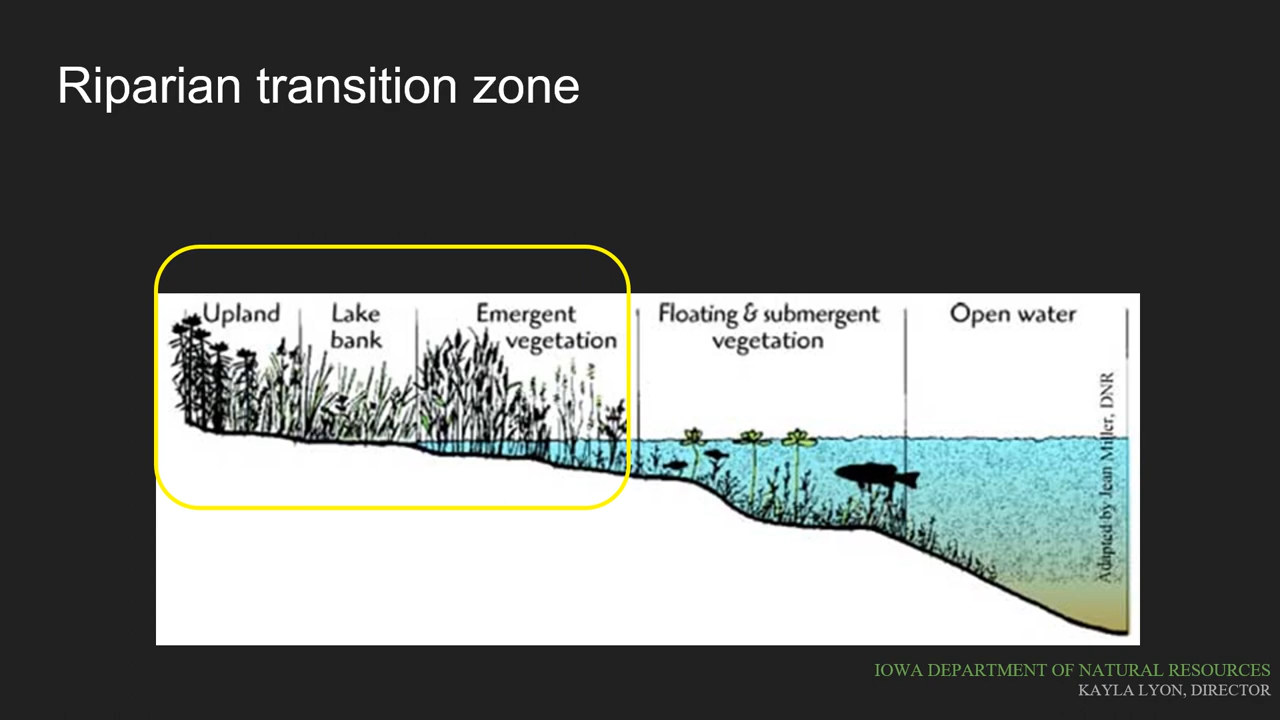 Riparian transition zone
Upland
Lake
bank
Emergent
vegetation
Floating & submergent
vegetation
Open water
Adapted by Jean Miller, DNR
IOWA DEPARTMENT OF NATURAL RESOURCES
KAYLA LYON, DIRECTOR